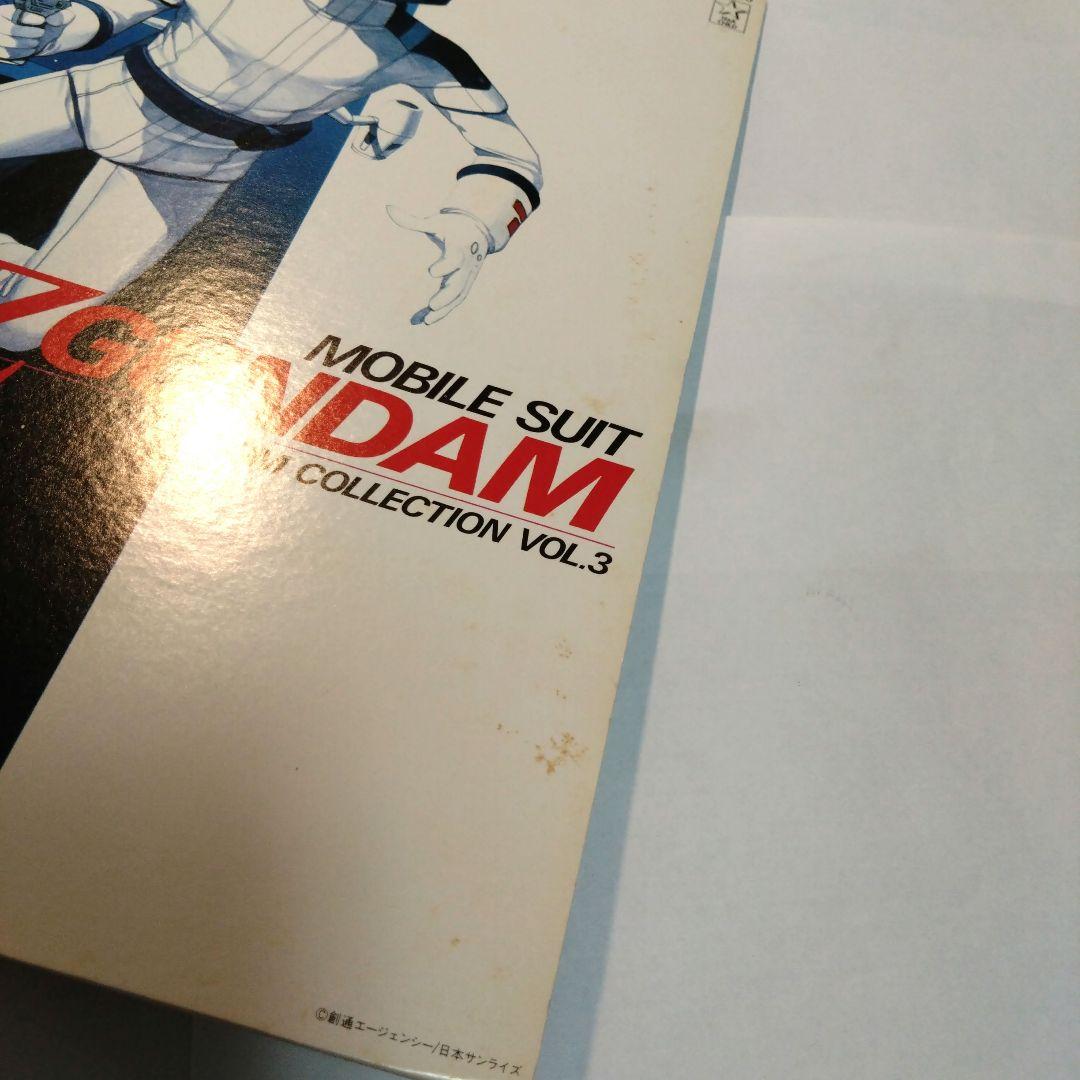 MOBILE SUIT
Z GUNDAM
COLLECTION VOL.3
©創通エージェンシー/日本サンライズ